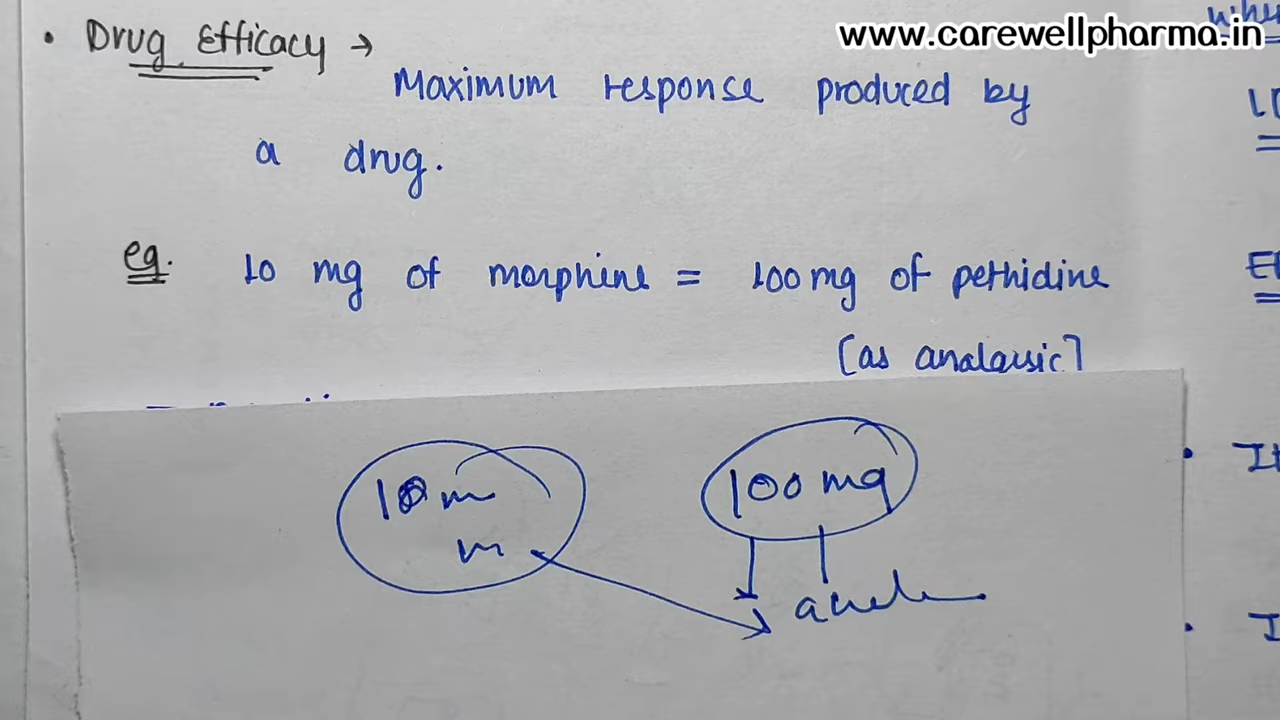 www.carewellpharma.in
• Drug Efficacy →
Maximum response produced by
a drug.
eg. 10 mg of morphine = 100 mg of pethidine
[as analgesic]
10 m
m
100 mg